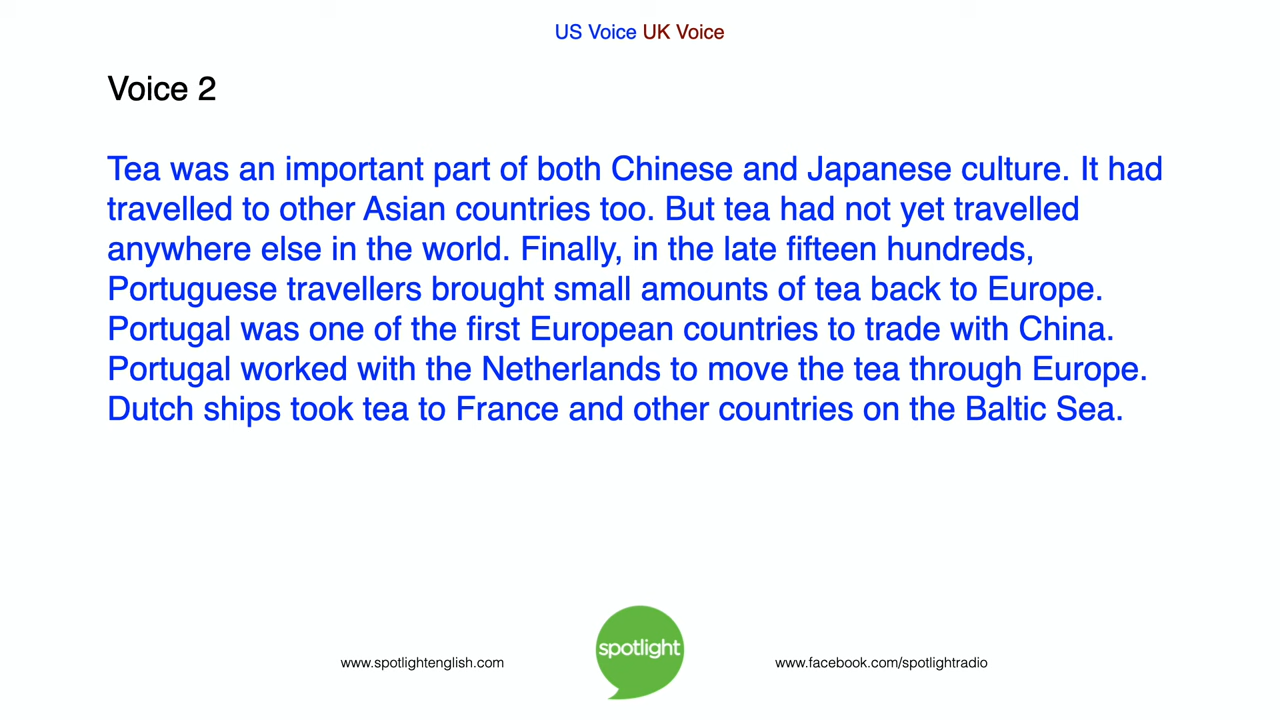 US Voice UK Voice
Voice 2
Tea was an important part of both Chinese and Japanese culture. It had
travelled to other Asian countries too. But tea had not yet travelled
anywhere else in the world. Finally, in the late fifteen hundreds,
Portuguese travellers brought small amounts of tea back to Europe.
Portugal was one of the first European countries to trade with China.
Portugal worked with the Netherlands to move the tea through Europe.
Dutch ships took tea to France and other countries on the Baltic Sea.
spotlight
www.spotlightenglish.com
www.facebook.com/spotlightradio